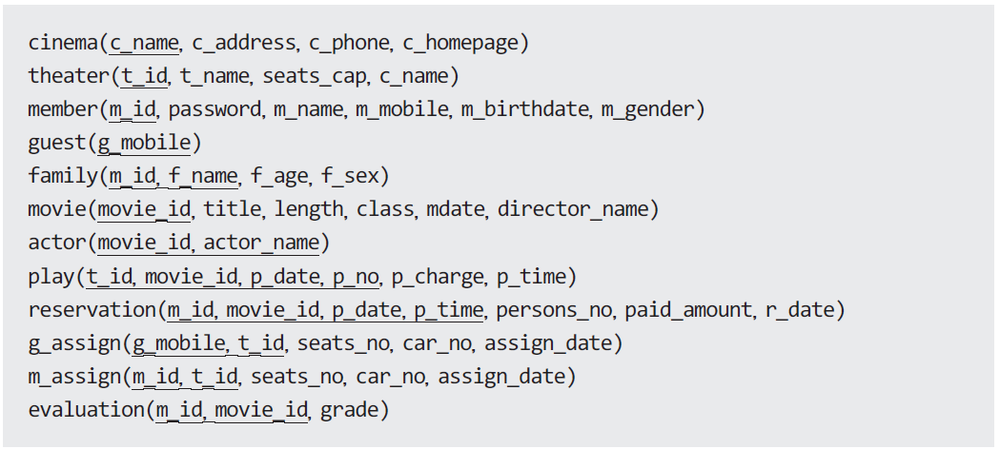 cinema(c_name, c_address, c_phone, c_homepage)
theater(t_id, t_name, seats_cap, c_name)
member(m_id, password, m_name, m_mobile, m_birthdate, m_gender)
guest(g_mobile)
family(m_id, f_name, f_age, f_sex)
movie(movie_id, title, length, class, mdate, director_name)
actor(movie_id, actor_name)
play(t_id, movie_id, p_date, p_no, p_charge, p_time)
reservation(m_id, movie_id, p_date, p_time, persons_no, paid_amount, r_date)
g_assign(g_mobile, t_id, seats_no, car_no, assign_date)
m_assign(m_id, t_id, seats_no, car_no, assign_date)
evaluation(m_id, movie_id, grade)